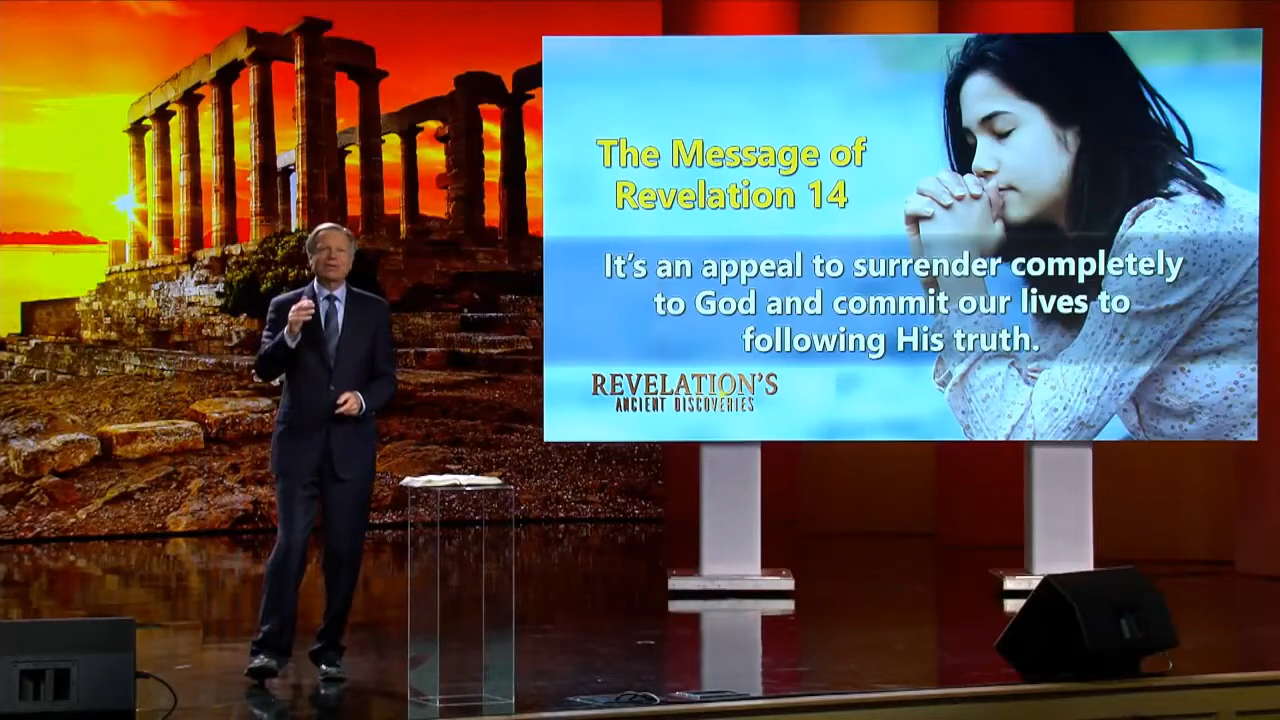 The Message of
Revelation 14
It's an appeal to surrender completely
to God and commit our lives to
following His truth.
REVELATION'S
ANCIENT DISCOVERIES